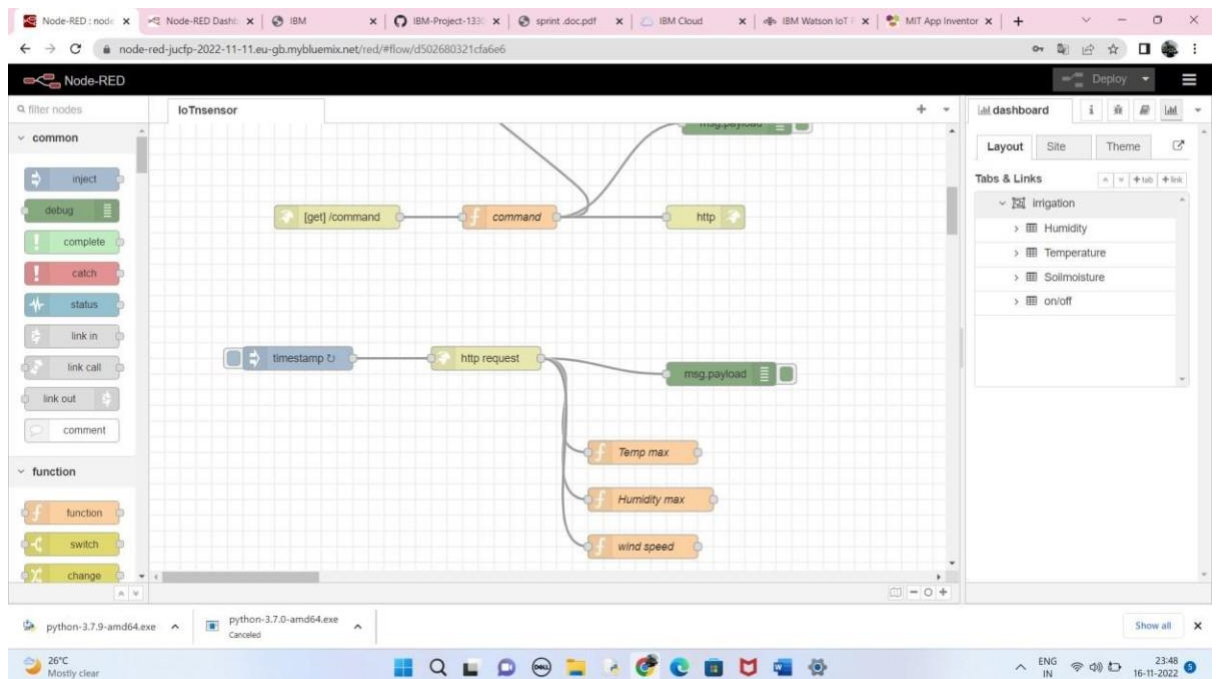 Node-RED : node
Node-RED Dashb
IBM
IBM-Project-133
sprint .doc.pdf
IBM Cloud
IBM Watson IoT
MIT App Inventor
node-red-jucfp-2022-11-11.eu-gb.mybluemix.net/red/#flow/d502680321cfa6e6
Node-RED
Deploy
filter nodes
IoTnsensor
dashboard
common
inject
debug
complete
catch
status
link in
link call
link out
comment
function
function
switch
change
msg.payload
[get] /command
command
http
timestamp ↻
http request
msg.payload
Temp max
Humidity max
wind speed
Layout
Site
Theme
Tabs & Links
+ tab
+ link
irrigation
Humidity
Temperature
Soilmoisture
on/off
python-3.7.9-amd64.exe
python-3.7.0-amd64.exe
Canceled
Show all
26°C
Mostly clear
DELL
ENG
IN
23:48
16-11-2022
5